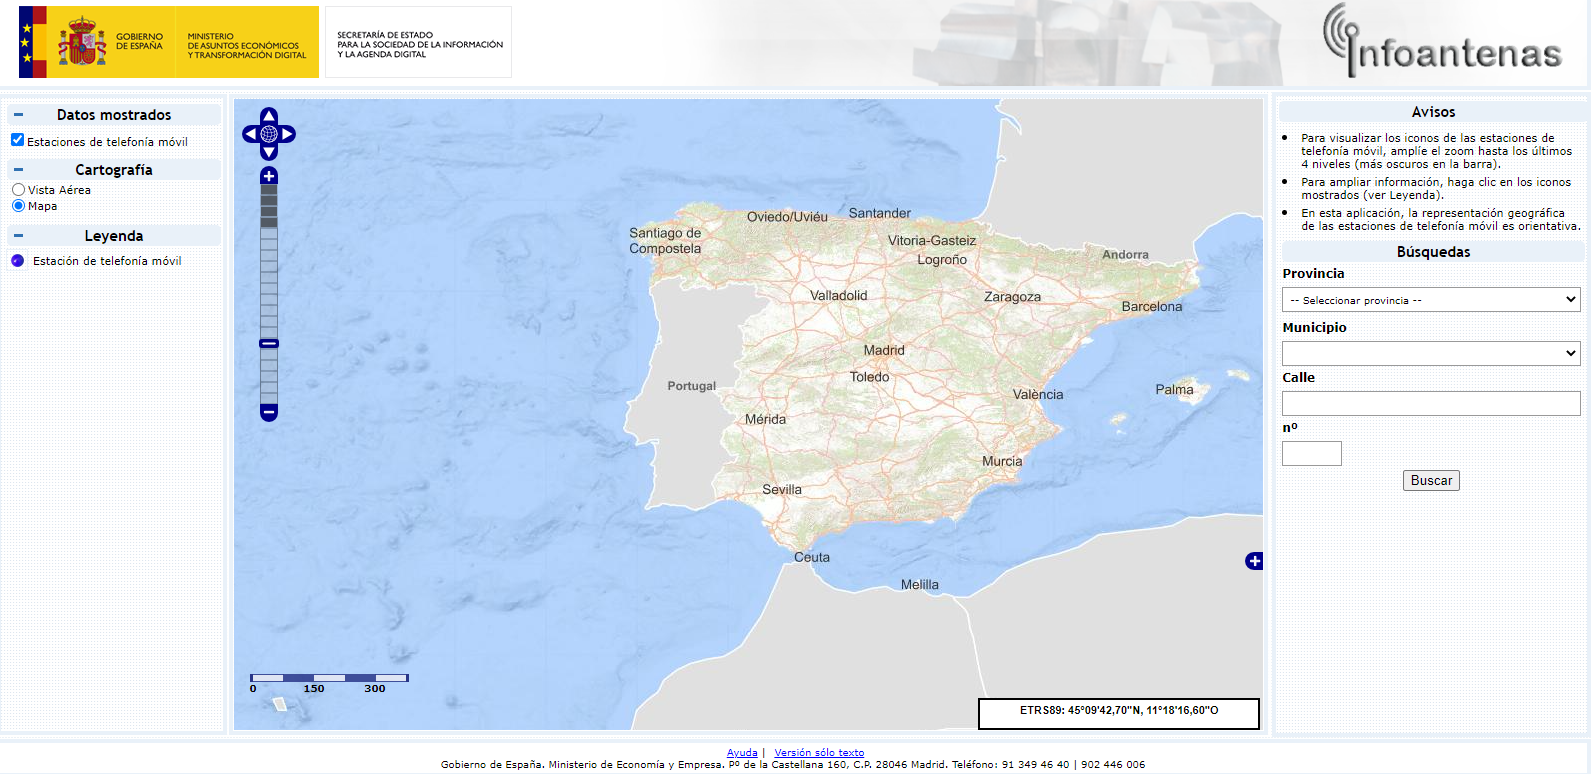 GOBIERNO
DE ESPAÑA
MINISTERIO
DE ASUNTOS ECONÓMICOS
Y TRANSFORMACIÓN DIGITAL
SECRETARÍA DE ESTADO
PARA LA SOCIEDAD DE LA INFORMACIÓN
Y LA AGENDA DIGITAL
Infoantenas
Datos mostrados
Estaciones de telefonía móvil
Cartografía
Vista Aérea
Mapa
Leyenda
Estación de telefonía móvil
Oviedo/Uviéu
Santander
Santiago de
Compostela
Vitoria-Gasteiz
Logroño
Andorra
Valladolid
Zaragoza
Barcelona
Madrid
Toledo
Portugal
València
Palma
Mérida
Murcia
Sevilla
Ceuta
Melilla
0 150 300
ETRS89: 45º09'42,70"N, 11º18'16,60"O
Avisos
Para visualizar los iconos de las estaciones de
telefonía móvil, amplíe el zoom hasta los últimos
4 niveles (más oscuros en la barra).
Para ampliar información, haga clic en los iconos
mostrados (ver Leyenda).
En esta aplicación, la representación geográfica
de las estaciones de telefonía móvil es orientativa.
Búsquedas
Provincia
-- Seleccionar provincia --
Municipio
Calle
nº
Buscar
Ayuda | Versión sólo texto
Gobierno de España. Ministerio de Economía y Empresa. Pº de la Castellana 160, C.P. 28046 Madrid. Teléfono: 91 349 46 40 | 902 446 006